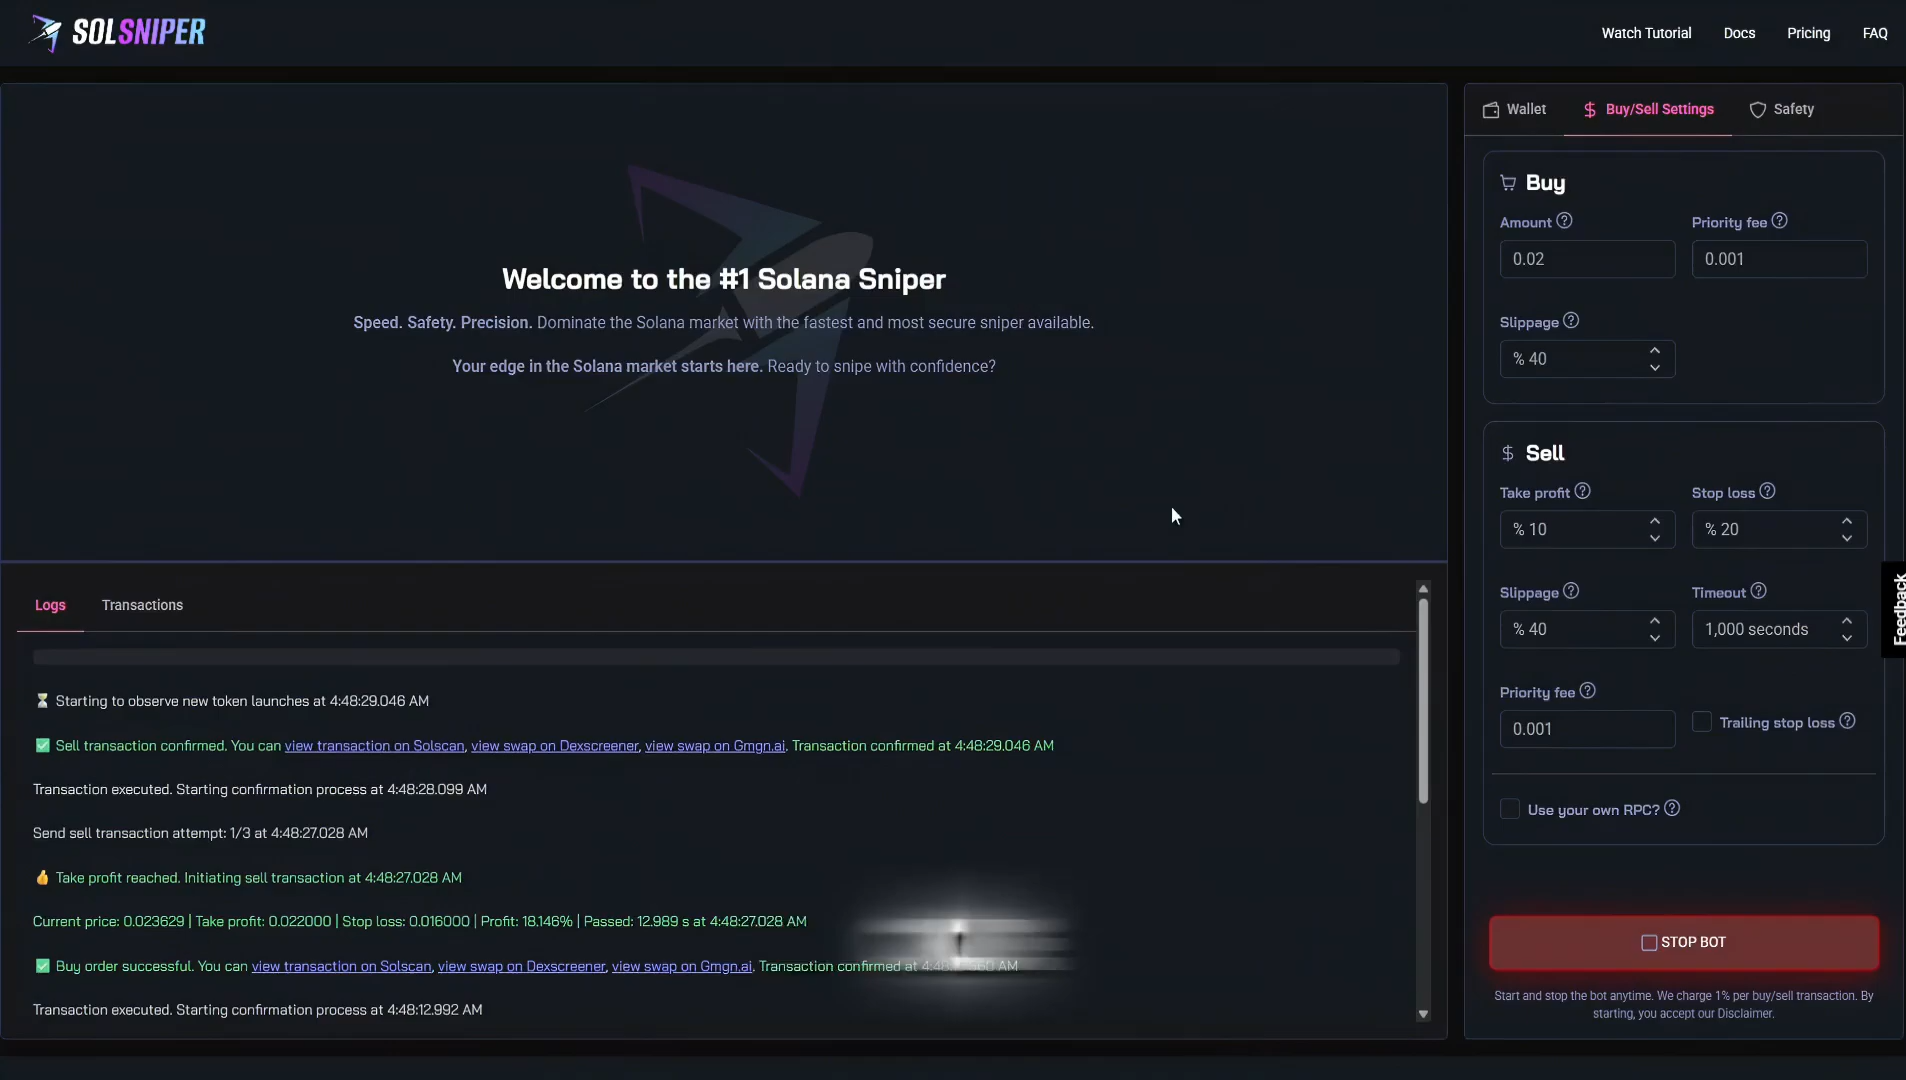 SOLSNIPER
Watch Tutorial
Docs
Pricing
FAQ
Welcome to the #1 Solana Sniper
Speed. Safety. Precision. Dominate the Solana market with the fastest and most secure sniper available.
Your edge in the Solana market starts here. Ready to snipe with confidence?
Logs
Transactions
⏳ Starting to observe new token launches at 4:48:29.046 AM
✅ Sell transaction confirmed. You can view transaction on Solscan, view swap on Dexscreener, view swap on Gmgn.ai. Transaction confirmed at 4:48:29.046 AM
Transaction executed. Starting confirmation process at 4:48:28.099 AM
Send sell transaction attempt: 1/3 at 4:48:27.028 AM
👍 Take profit reached. Initiating sell transaction at 4:48:27.028 AM
Current price: 0.023629 | Take profit: 0.022000 | Stop loss: 0.016000 | Profit: 18.146% | Passed: 12.989 s at 4:48:27.028 AM
✅ Buy order successful. You can view transaction on Solscan, view swap on Dexscreener, view swap on Gmgn.ai. Transaction confirmed at AM
Transaction executed. Starting confirmation process at 4:48:12.992 AM
Wallet
$ Buy/Sell Settings
Safety
Buy
Amount ?
Priority fee ?
0.02
0.001
Slippage ?
% 40
$ Sell
Take profit ?
Stop loss ?
% 10
% 20
Slippage ?
Timeout ?
% 40
1,000 seconds
Priority fee ?
0.001
Trailing stop loss ?
Use your own RPC? ?
STOP BOT
Start and stop the bot anytime. We charge 1% per buy/sell transaction. By
starting, you accept our Disclaimer.
Feedback